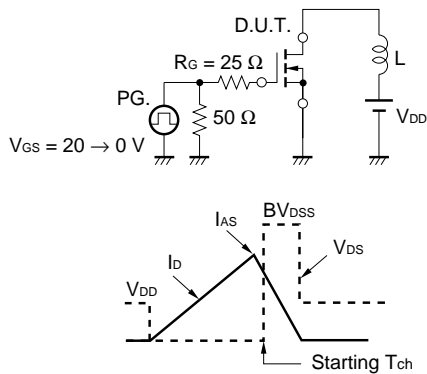 D.U.T.
RG = 25 Ω
L
PG.
50 Ω
VDD
VGS = 20 → 0 V
BVDSS
IAS
ID
VDS
VDD
Starting Tch